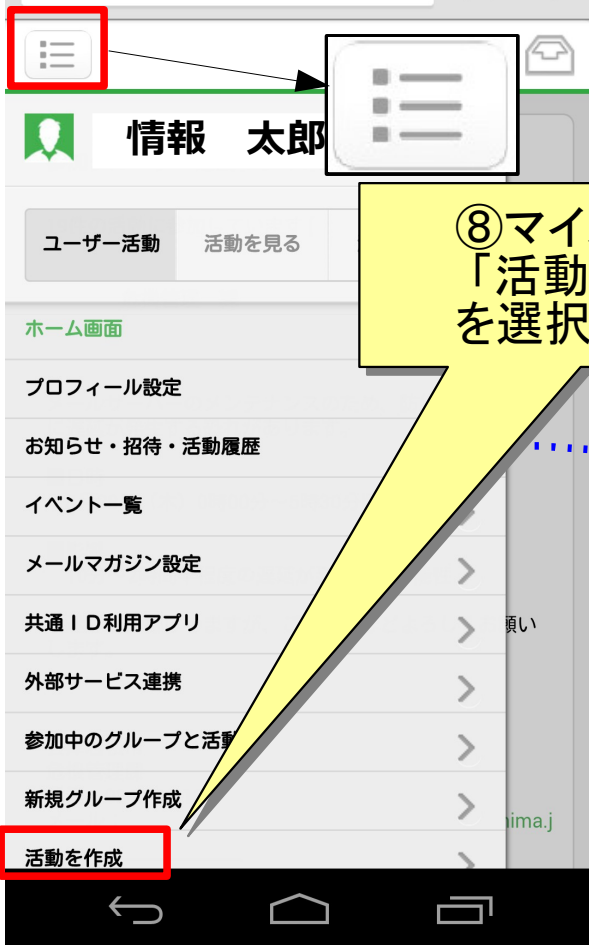 情報　太郎
ユーザー活動
活動を見る
⑧マイ
「活動
を選択
ホーム画面
プロフィール設定
お知らせ・招待・活動履歴
イベント一覧
メールマガジン設定
共通ＩＤ利用アプリ
願い
外部サービス連携
参加中のグループと活動
新規グループ作成
ima.j
活動を作成